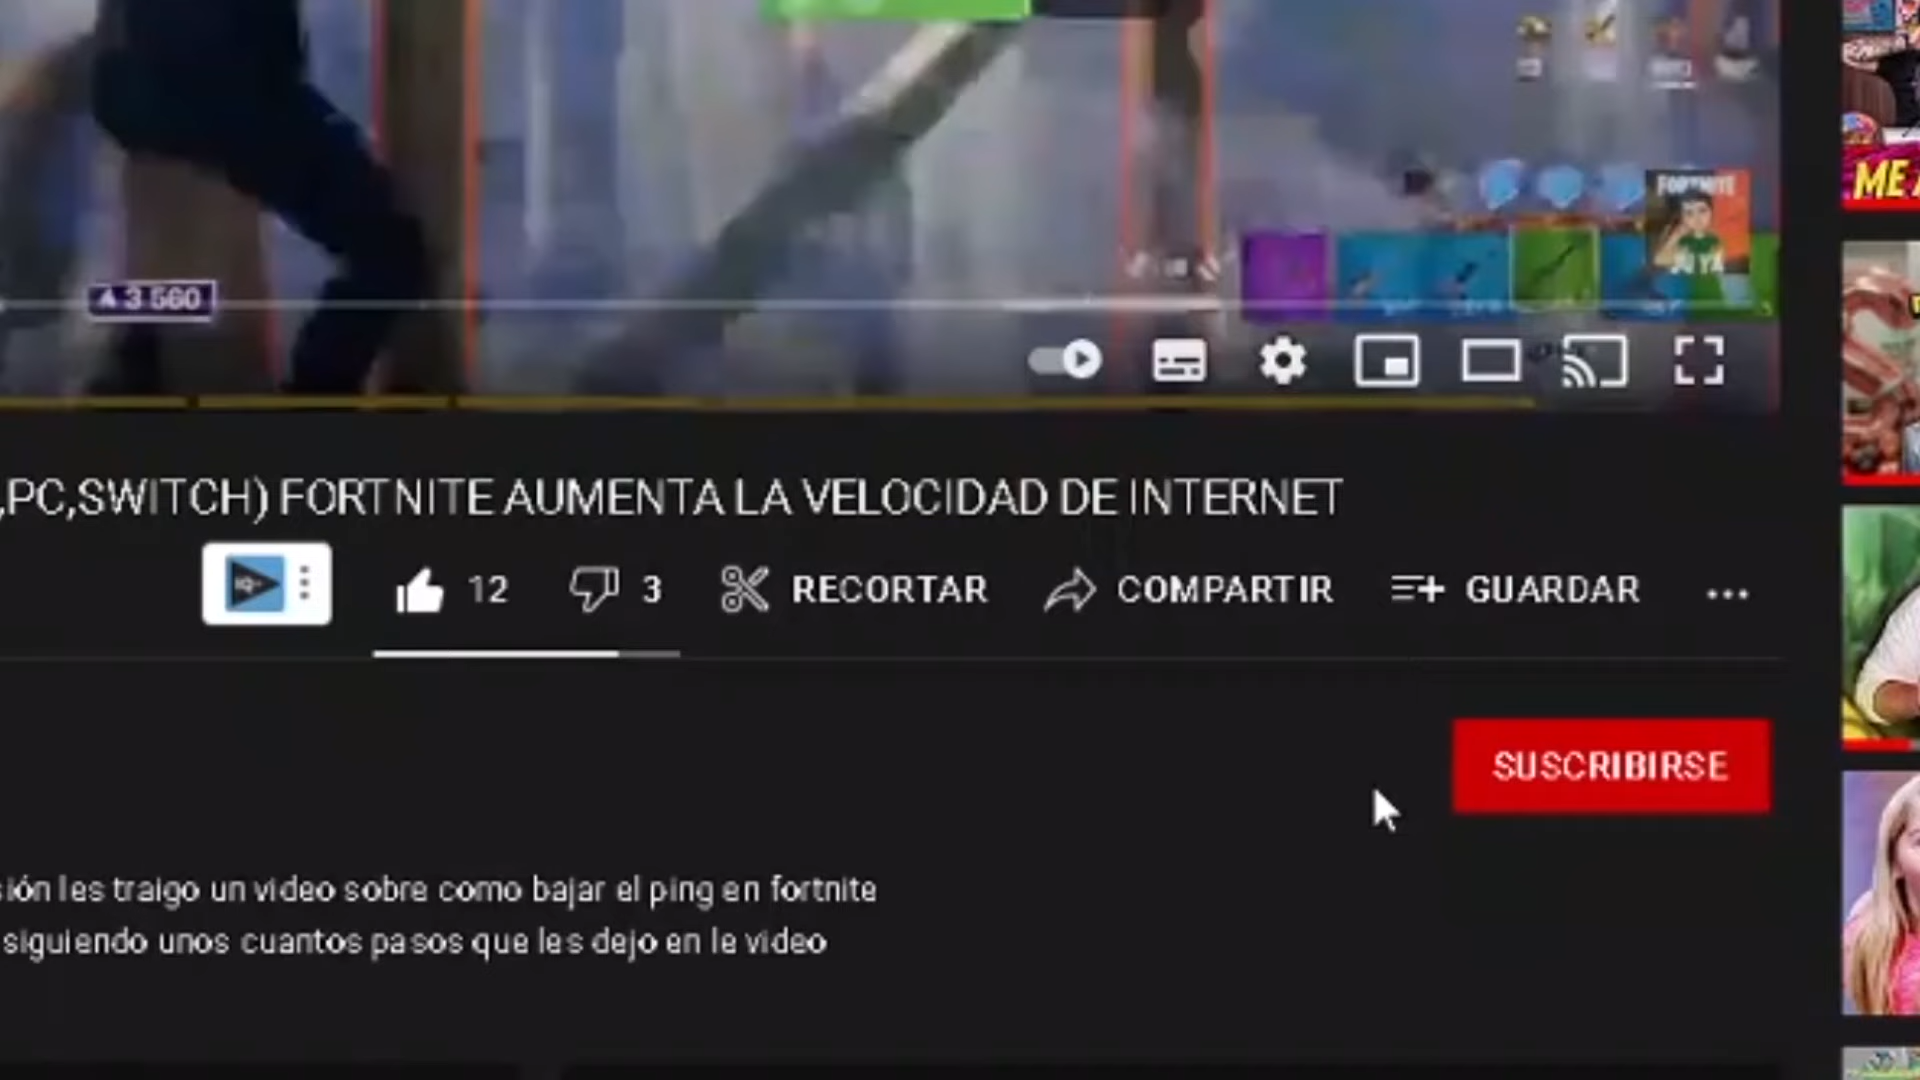 ME
FORTNITE
3 560
,PC,SWITCH) FORTNITE AUMENTA LA VELOCIDAD DE INTERNET
12 3 RECORTAR COMPARTIR GUARDAR
SUSCRIBIRSE
sión les traigo un video sobre como bajar el ping en fortnite
siguiendo unos cuantos pasos que les dejo en le video